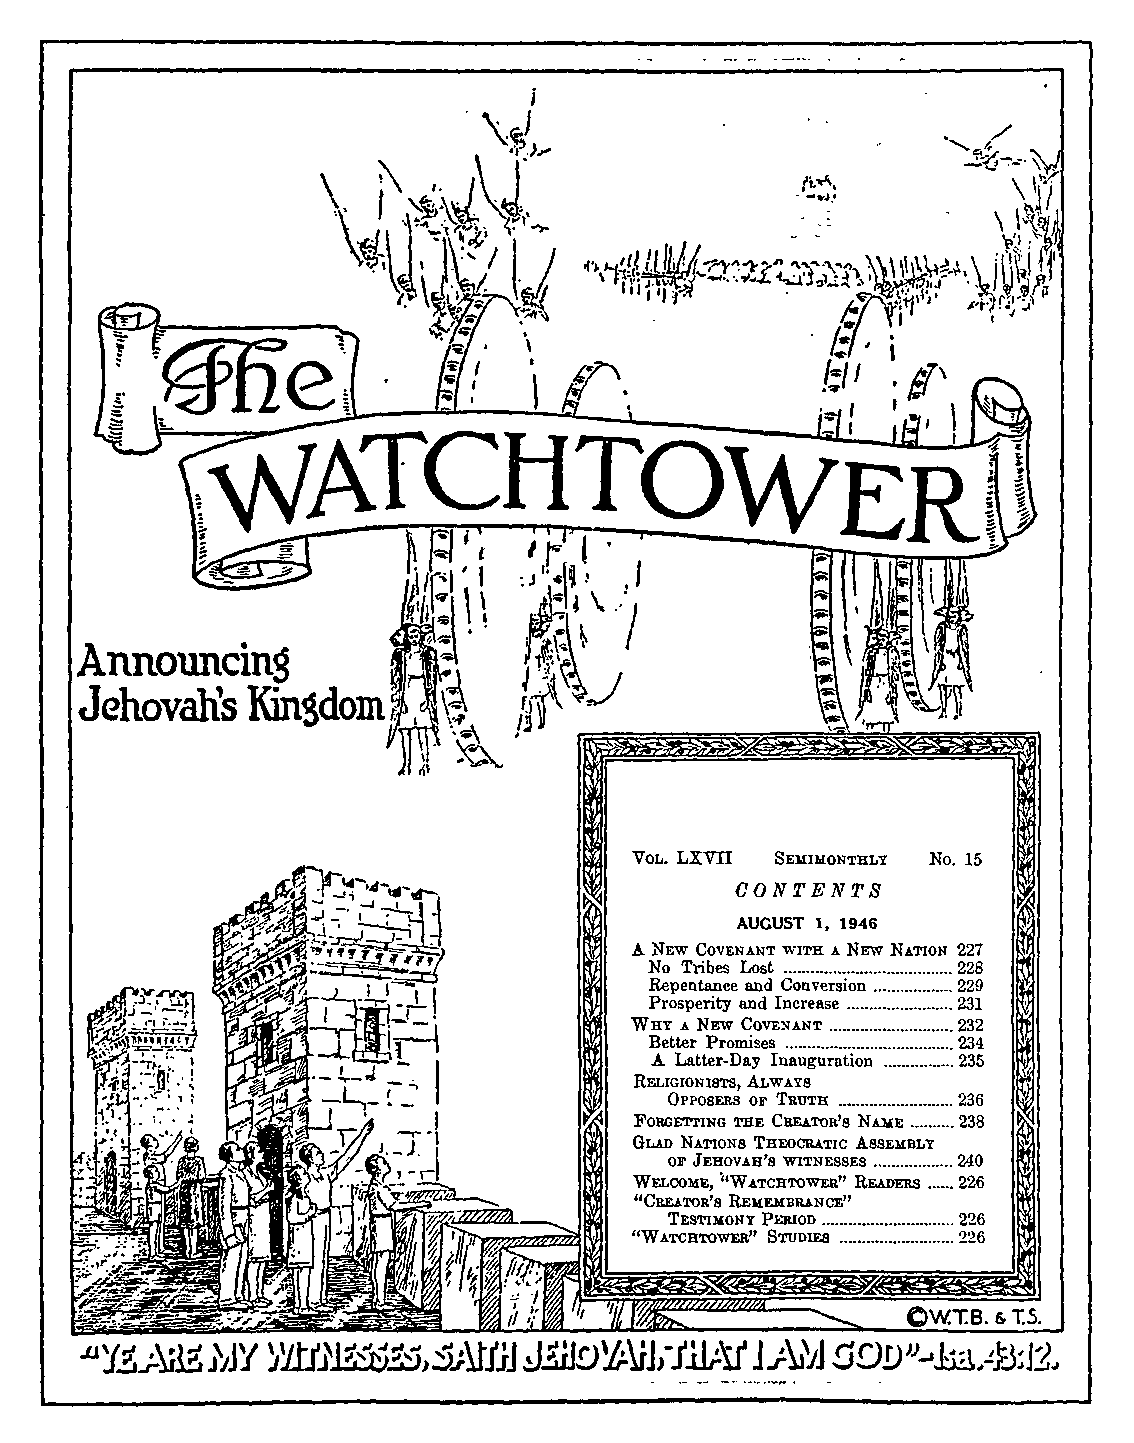 The
WATCHTOWER
Announcing
Jehovah's Kingdom
VOL. LXVII SEMIMONTHLY No. 15
CONTENTS
AUGUST 1, 1946
A NEW COVENANT WITH A NEW NATION 227
No Tribes Lost ........ 228
Repentance and Conversion ........ 229
Prosperity and Increase ........ 231
WHY A NEW COVENANT ........ 232
Better Promises ........ 234
A Latter-Day Inauguration ........ 235
RELIGIONISTS, ALWAYS
OPPOSERS OF TRUTH ........ 236
FORGETTING THE CREATOR'S NAME ........ 238
GLAD NATIONS THEOCRATIC ASSEMBLY
OF JEHOVAH'S WITNESSES ........ 240
WELCOME, "WATCHTOWER" READERS ...... 226
"CREATOR'S REMEMBRANCE"
TESTIMONY PERIOD ........ 226
"WATCHTOWER" STUDIES ........ 226
©W.T.B. & T.S.
"YE ARE MY WITNESSES, SAITH JEHOVAH, THAT I AM GOD"-Isa. 43:12.